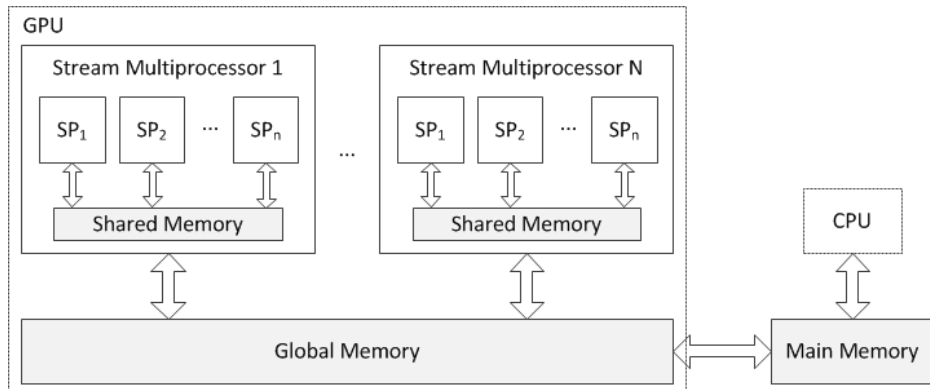 GPU
Stream Multiprocessor 1
Stream Multiprocessor N
SP₁ SP₂ ... SPₙ
...
SP₁ SP₂ ... SPₙ
Shared Memory
Shared Memory
CPU
Global Memory
Main Memory